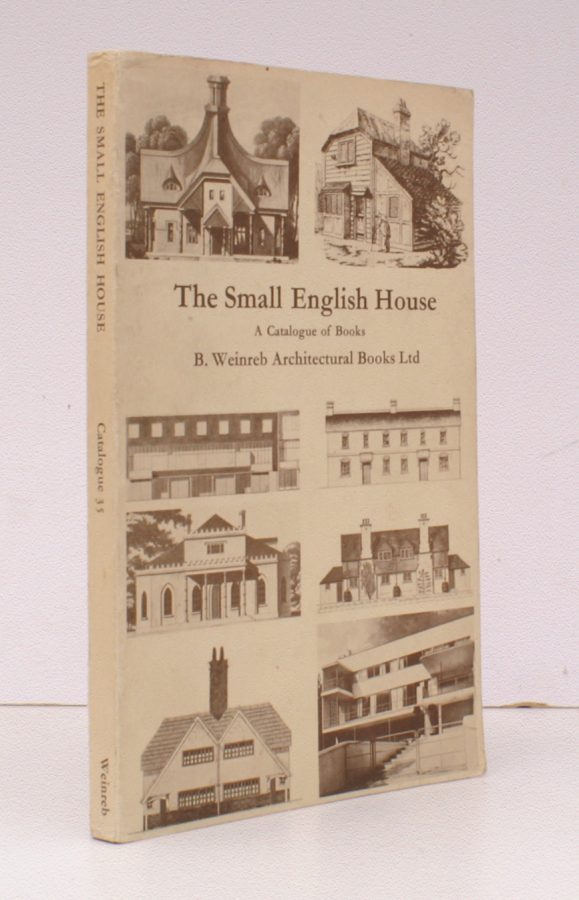 THE SMALL ENGLISH HOUSE
Catalogue 35
Weinreb
The Small English House
A Catalogue of Books
B. Weinreb Architectural Books Ltd